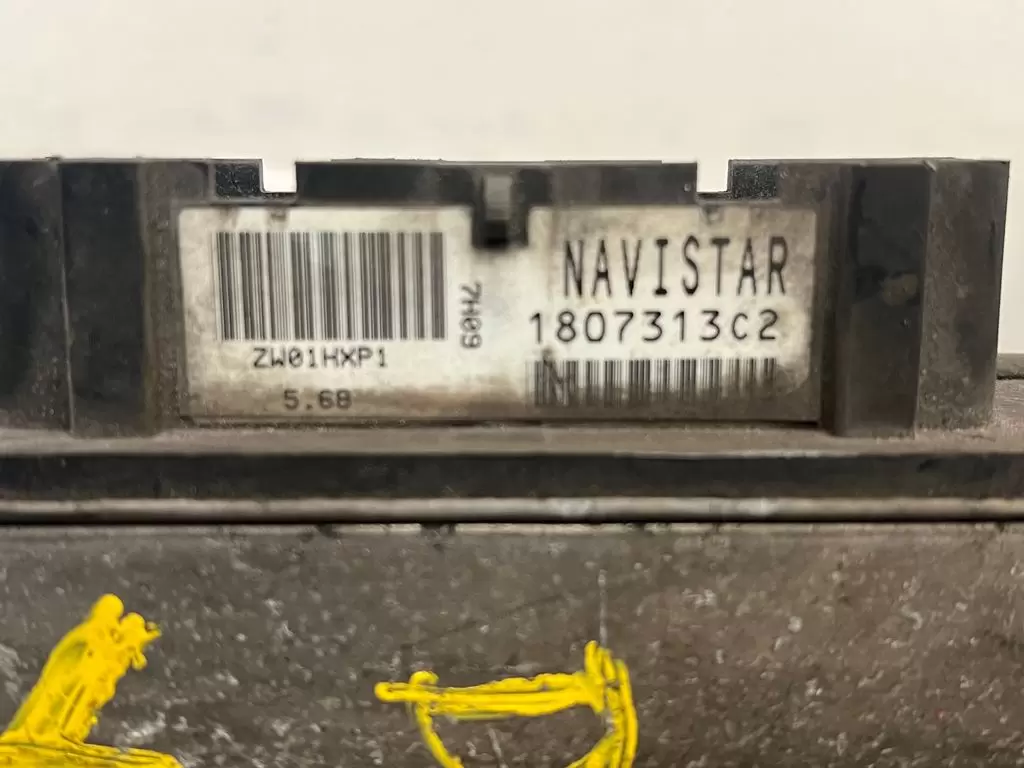 ZW01HXP1
5.68
7H09
NAVISTAR
1807313C2